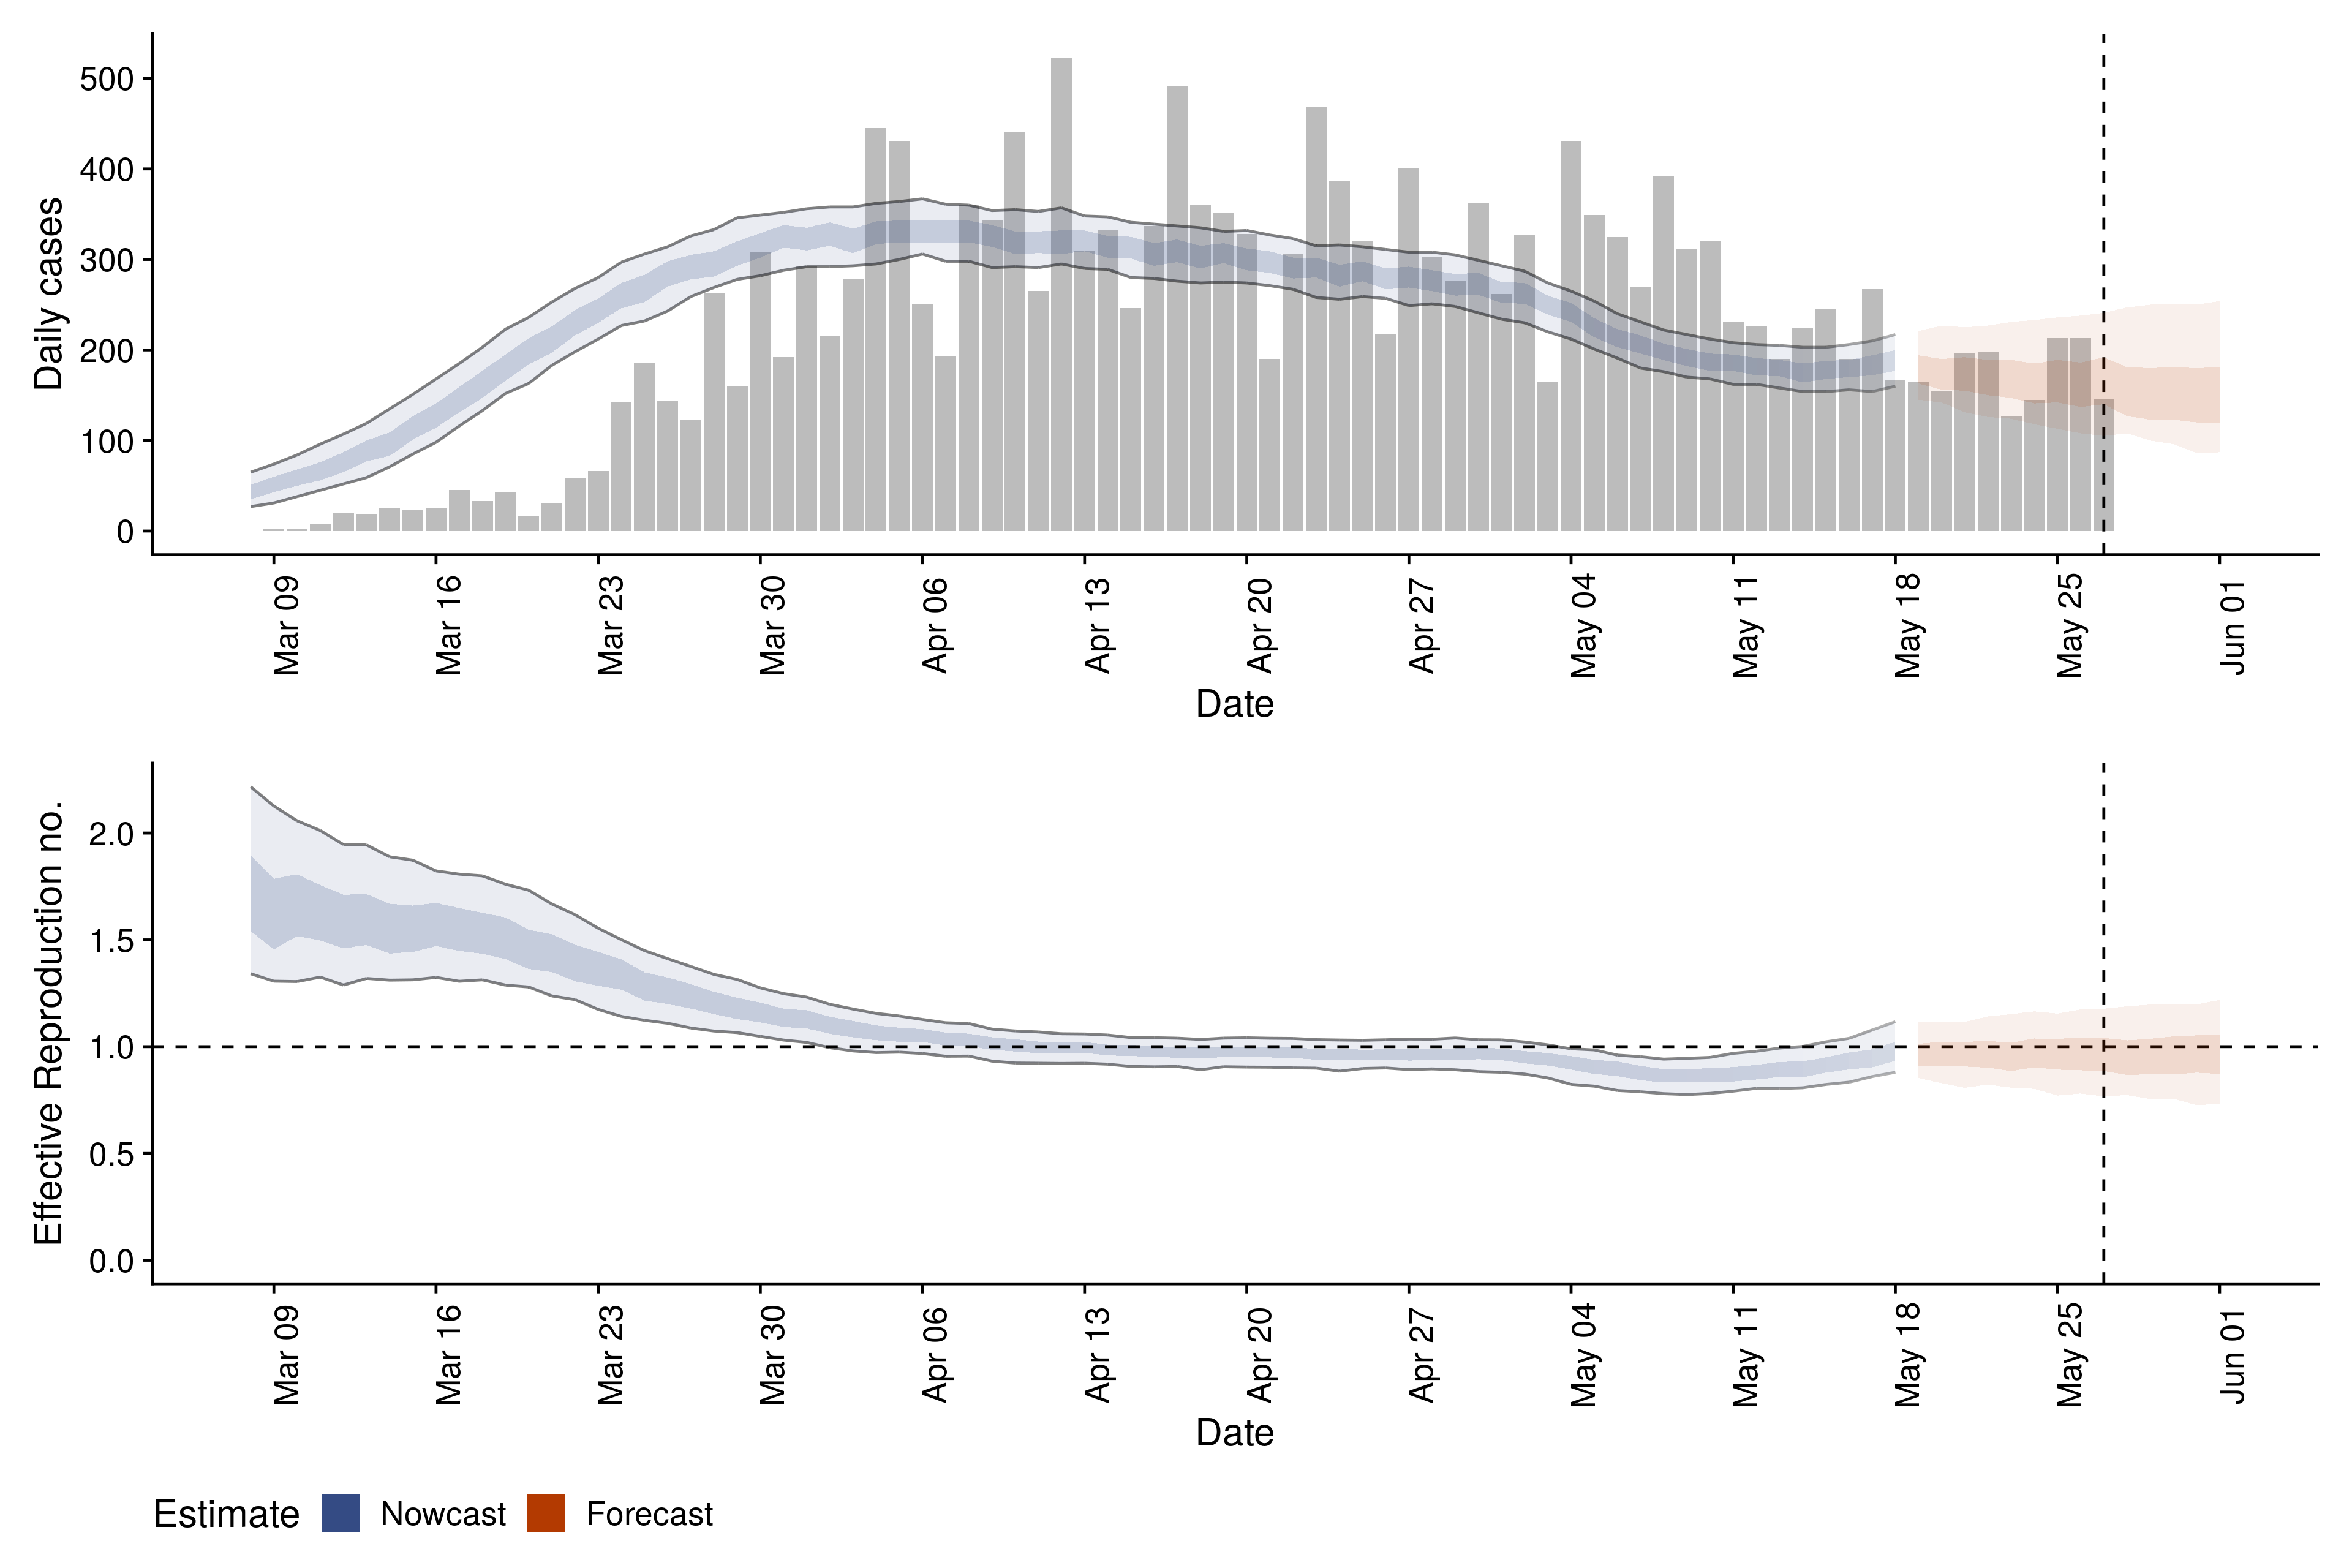 Daily cases
500
400
300
200
100
0
Mar 09
Mar 16
Mar 23
Mar 30
Apr 06
Apr 13
Apr 20
Apr 27
May 04
May 11
May 18
May 25
Jun 01
Date
Effective Reproduction no.
2.0
1.5
1.0
0.5
0.0
Mar 09
Mar 16
Mar 23
Mar 30
Apr 06
Apr 13
Apr 20
Apr 27
May 04
May 11
May 18
May 25
Jun 01
Date
Estimate Nowcast Forecast